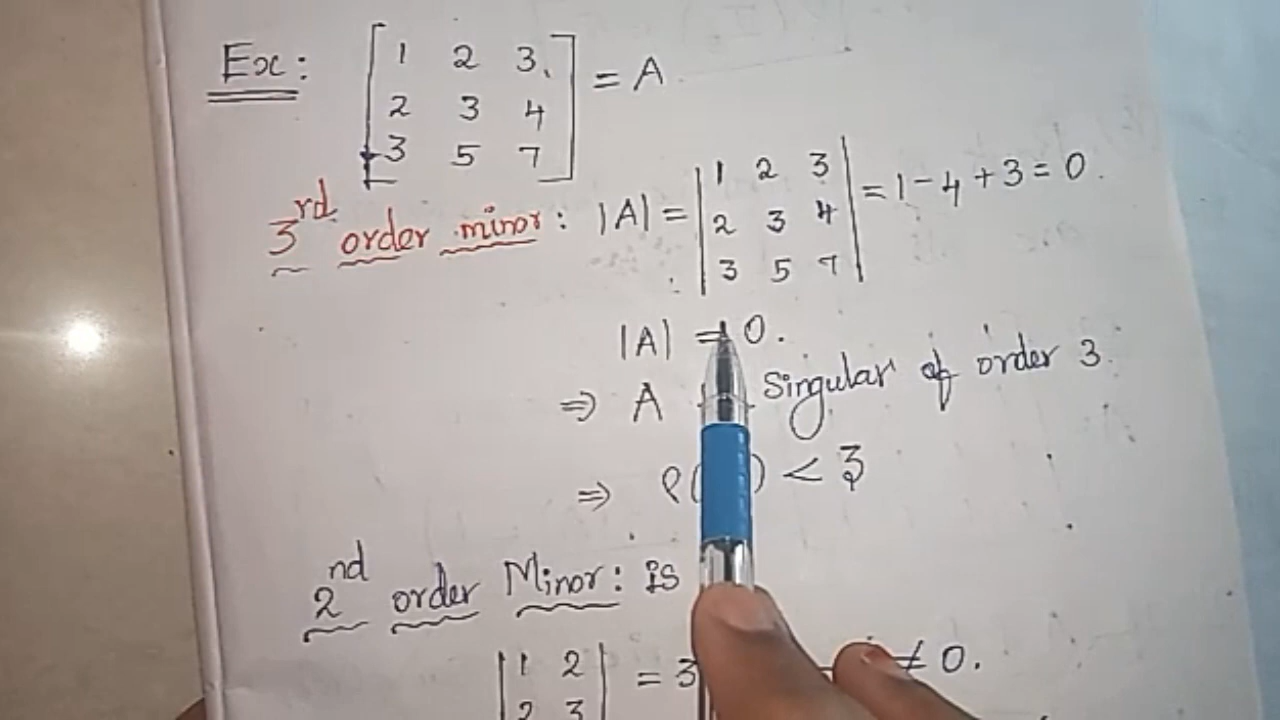 Ex: [1 2 3
2 3 4
3 5 7] = A
3rd order minor: |A| = |1 2 3
2 3 4
3 5 7| = 1 - 4 + 3 = 0.
|A| = 0.
⇒ A Singular of order 3.
⇒ ρ( ) < 3
2nd order Minor: is
|1 2
2 3| = 3 ≠ 0.